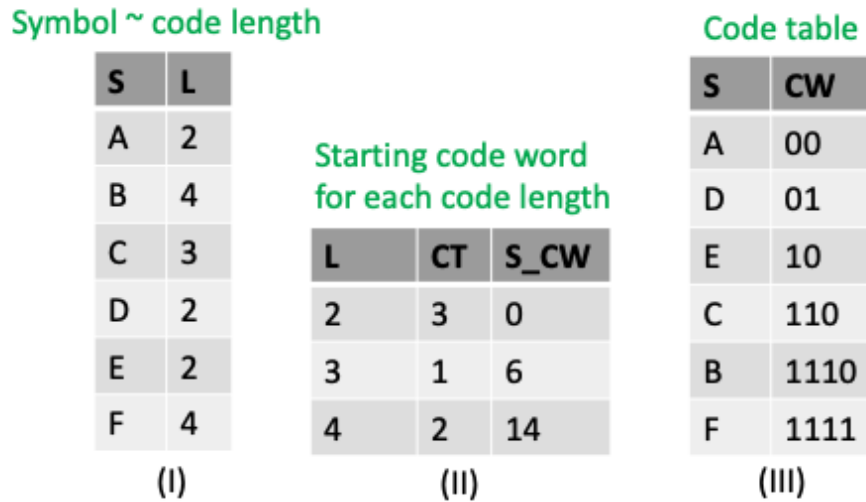 Symbol ~ code length
S L
A 2
B 4
C 3
D 2
E 2
F 4
(I)
Starting code word
for each code length
L CT S_CW
2 3 0
3 1 6
4 2 14
(II)
Code table
S CW
A 00
D 01
E 10
C 110
B 1110
F 1111
(III)